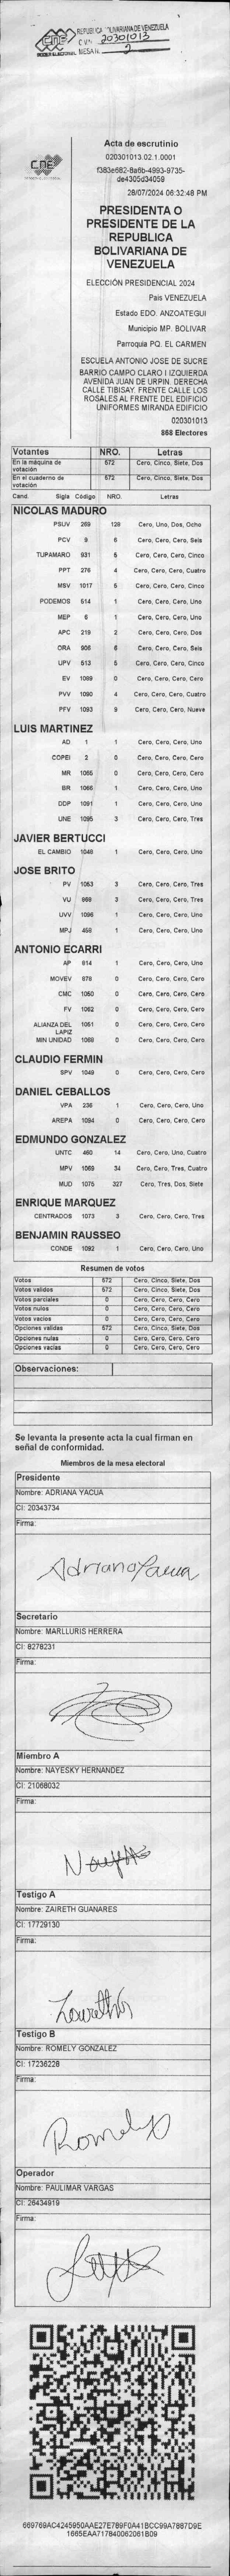 REPUBLICA
CNE
20301013
MESA N.
2
PODER ELECTORAL
CNE
Acta de escrutinio
020301013.02.1.0001
f383e682-8a6b-4993-9735-
de4305d34059
28/07/2024 06:32:48 PM
PRESIDENTA O
PRESIDENTE DE LA
REPUBLICA
BOLIVARIANA DE
VENEZUELA
ELECCIÓN PRESIDENCIAL 2024
Pais VENEZUELA
Estado EDO. ANZOATEGUI
Municipio MP. BOLIVAR
Parroquia PQ. EL CARMEN
ESCUELA ANTONIO JOSE DE SUCRE
BARRIO CAMPO CLARO I IZQUIERDA
AVENIDA JUAN DE URPIN. DERECHA
CALLE TIBISAY. FRENTE CALLE LOS
ROSALES AL FRENTE DEL EDIFICIO
UNIFORMES MIRANDA EDIFICIO
020301013
868 Electores
Votantes NRO. Letras
En la máquina de votación 572 Cero, Cinco, Siete, Dos
En el cuaderno de votación 572 Cero, Cinco, Siete, Dos
Cand. Sigla Código NRO. Letras
NICOLAS MADURO
PSUV 269 128 Cero, Uno, Dos, Ocho
PCV 9 6 Cero, Cero, Cero, Seis
TUPAMARO 931 5 Cero, Cero, Cero, Cinco
PPT 276 4 Cero, Cero, Cero, Cuatro
MSV 1017 5 Cero, Cero, Cero, Cinco
PODEMOS 514 1 Cero, Cero, Cero, Uno
MEP 6 1 Cero, Cero, Cero, Uno
APC 219 2 Cero, Cero, Cero, Dos
ORA 906 6 Cero, Cero, Cero, Seis
UPV 513 5 Cero, Cero, Cero, Cinco
EV 1089 0 Cero, Cero, Cero, Cero
PVV 1090 4 Cero, Cero, Cero, Cuatro
PFV 1093 9 Cero, Cero, Cero, Nueve
LUIS MARTINEZ
AD 1 1 Cero, Cero, Cero, Uno
COPEI 2 0 Cero, Cero, Cero, Cero
MR 1065 0 Cero, Cero, Cero, Cero
BR 1066 1 Cero, Cero, Cero, Uno
DDP 1091 1 Cero, Cero, Cero, Uno
UNE 1095 3 Cero, Cero, Cero, Tres
JAVIER BERTUCCI
EL CAMBIO 1048 1 Cero, Cero, Cero, Uno
JOSE BRITO
PV 1053 3 Cero, Cero, Cero, Tres
VU 868 3 Cero, Cero, Cero, Tres
UVV 1096 1 Cero, Cero, Cero, Uno
MPJ 458 1 Cero, Cero, Cero, Uno
ANTONIO ECARRI
AP 614 1 Cero, Cero, Cero, Uno
MOVEV 678 0 Cero, Cero, Cero, Cero
CMC 1050 0 Cero, Cero, Cero, Cero
FV 1062 0 Cero, Cero, Cero, Cero
ALIANZA DEL LAPIZ 1051 0 Cero, Cero, Cero, Cero
MIN UNIDAD 1068 0 Cero, Cero, Cero, Cero
CLAUDIO FERMIN
SPV 1049 0 Cero, Cero, Cero, Cero
DANIEL CEBALLOS
VPA 236 1 Cero, Cero, Cero, Uno
AREPA 1094 0 Cero, Cero, Cero, Cero
EDMUNDO GONZALEZ
UNTC 460 14 Cero, Cero, Uno, Cuatro
MPV 1069 34 Cero, Cero, Tres, Cuatro
MUD 1075 327 Cero, Tres, Dos, Siete
ENRIQUE MARQUEZ
CENTRADOS 1073 3 Cero, Cero, Cero, Tres
BENJAMIN RAUSSEO
CONDE 1092 1 Cero, Cero, Cero, Uno
Resumen de votos
Votos 572 Cero, Cinco, Siete, Dos
Votos validos 572 Cero, Cinco, Siete, Dos
Votos parciales 0 Cero, Cero, Cero, Cero
Votos nulos 0 Cero, Cero, Cero, Cero
Votos vacios 0 Cero, Cero, Cero, Cero
Opciones validas 572 Cero, Cinco, Siete, Dos
Opciones nulas 0 Cero, Cero, Cero, Cero
Opciones vacias 0 Cero, Cero, Cero, Cero
Observaciones:
Se levanta la presente acta la cual firman en
señal de conformidad.
Miembros de la mesa electoral
Presidente
Nombre: ADRIANA YACUA
CI: 20343734
Firma:
Adriana Yacua
Secretario
Nombre: MARLLURIS HERRERA
CI: 8278231
Firma:
Miembro A
Nombre: NAYESKY HERNANDEZ
CI: 21068032
Firma:
Testigo A
Nombre: ZAIRETH GUANARES
CI: 17729130
Firma:
Testigo B
Nombre: ROMELY GONZALEZ
CI: 17236228
Firma:
Romely
Operador
Nombre: PAULIMAR VARGAS
CI: 26434919
Firma:
669769AC4245950AAE27E789F0A41BCC99A7887D9E
1665EAA717840062061B09